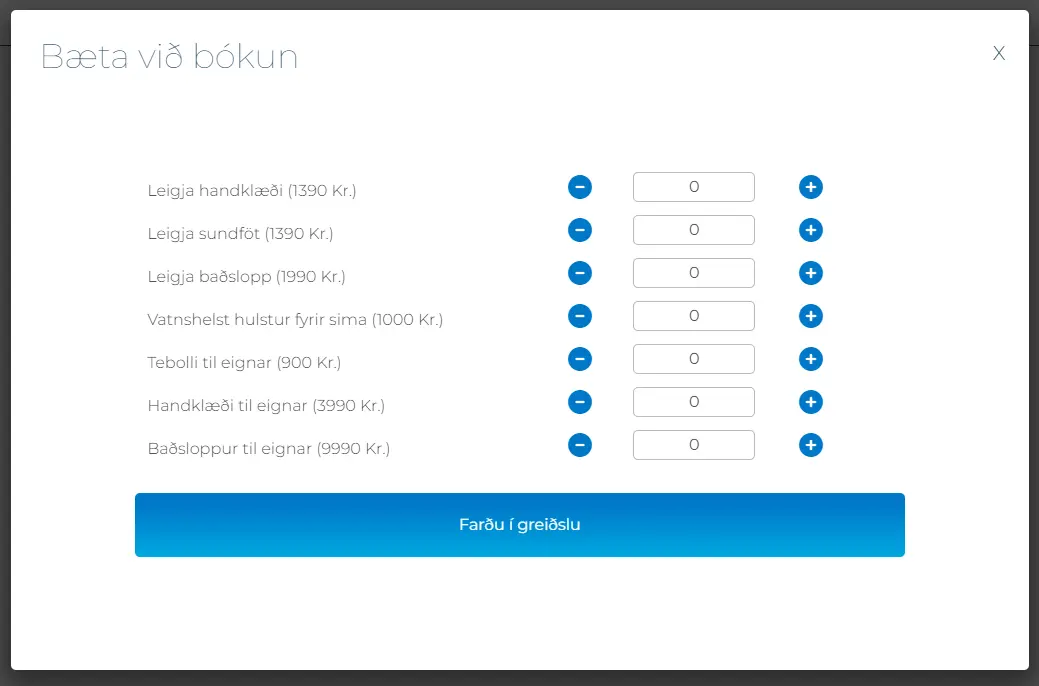 Bæta við bókun
X
Leigja handklæði (1390 Kr.) 0
Leigja sundföt (1390 Kr.) 0
Leigja baðslopp (1990 Kr.) 0
Vatnshelst hulstur fyrir sima (1000 Kr.) 0
Tebolli til eignar (900 Kr.) 0
Handklæði til eignar (3990 Kr.) 0
Baðsloppur til eignar (9990 Kr.) 0
Farðu í greiðslu